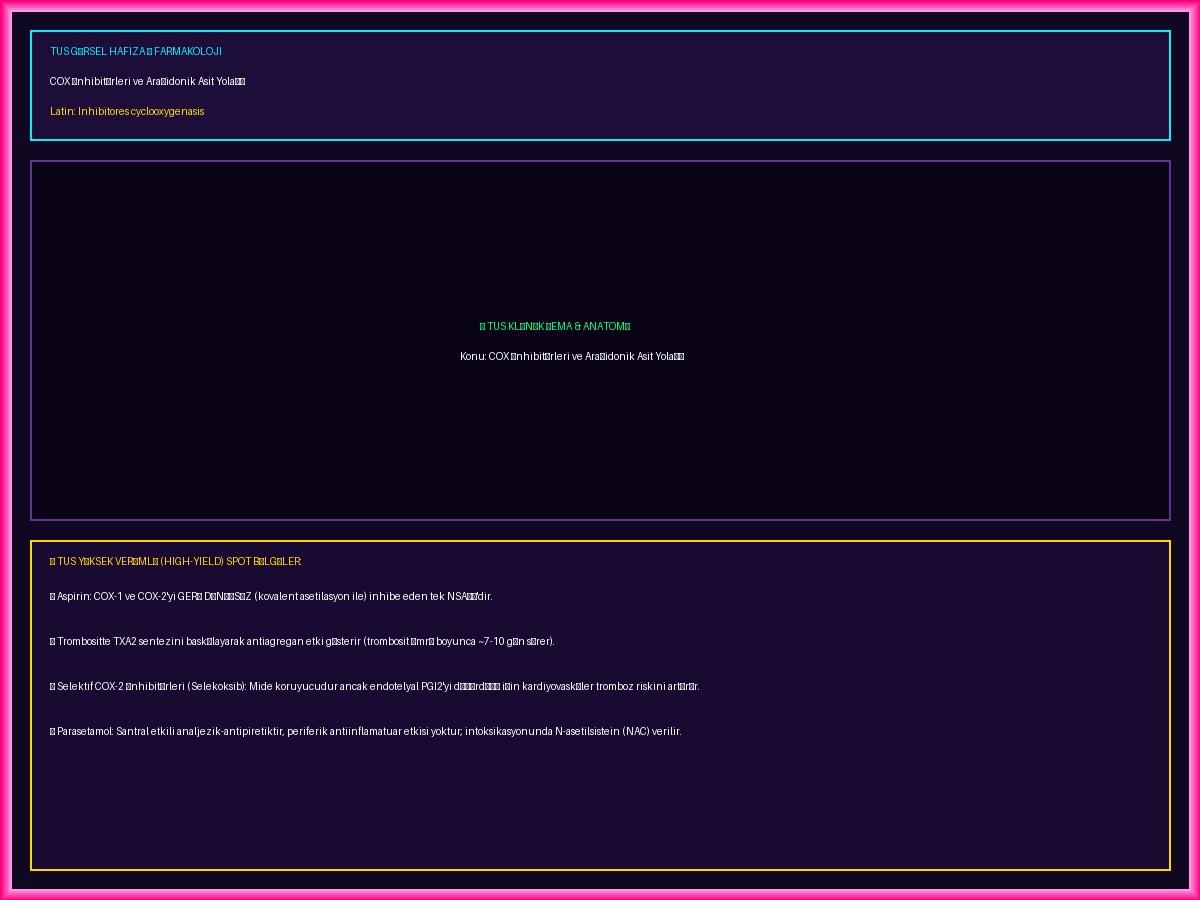 TUS G□RSEL HAFIZA □ FARMAKOLOJI
COX □nhibit□rleri ve Ara□idonik Asit Yola□□
Latin: Inhibitores cyclooxygenasis
□ TUS KL□N□K □EMA & ANATOM□
Konu: COX □nhibit□rleri ve Ara□idonik Asit Yola□□
□ TUS Y□KSEK VER□ML□ (HIGH-YIELD) SPOT B□LG□LER:
□ Aspirin: COX-1 ve COX-2'yi GER□ D□N□□S□Z (kovalent asetilasyon ile) inhibe eden tek NSA□□'dir.
□ Trombositte TXA2 sentezini bask□layarak antiagregan etki g□sterir (trombosit □mr□ boyunca ~7-10 g□n s□rer).
□ Selektif COX-2 □nhibit□rleri (Selekoksib): Mide koruyucudur ancak endotelyal PGI2'yi d□□□rd□□□ i□in kardiyovask□ler tromboz riskini art□r□r.
□ Parasetamol: Santral etkili analjezik-antipiretiktir, periferik antiinflamatuar etkisi yoktur; intoksikasyonunda N-asetilsistein (NAC) verilir.